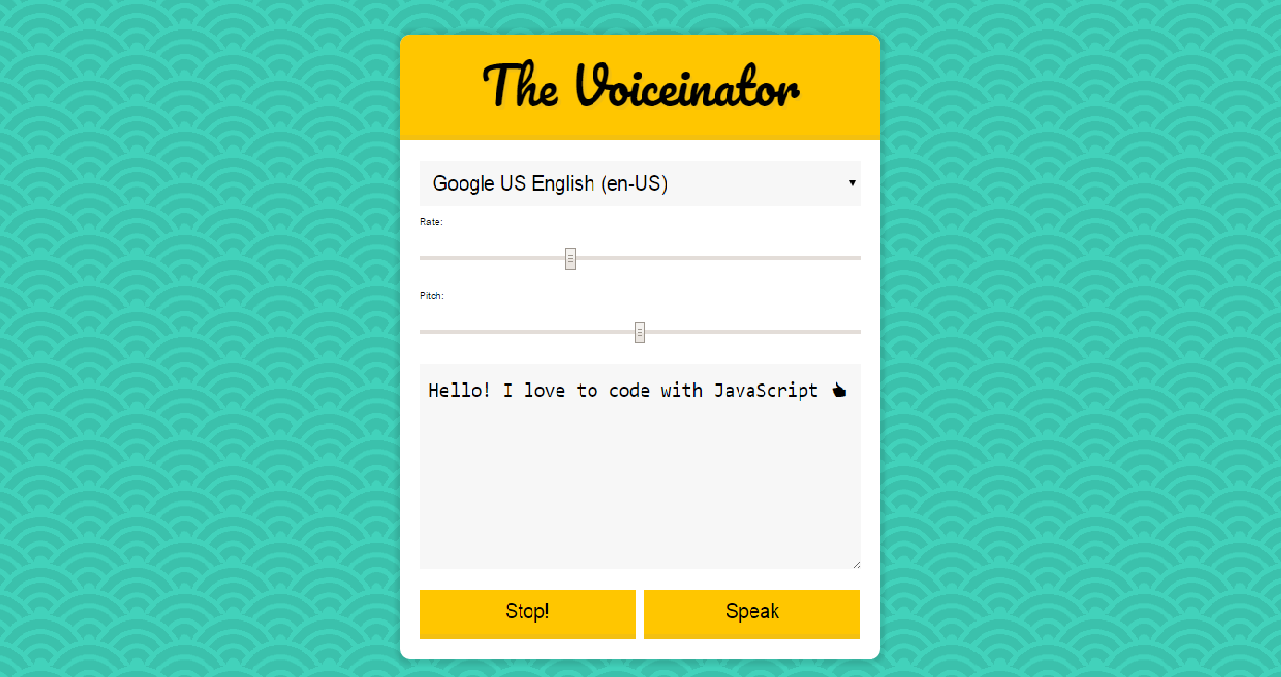 The Voiceinator
Google US English (en-US)
Rate:
Pitch:
Hello! I love to code with JavaScript 👍
Stop!
Speak